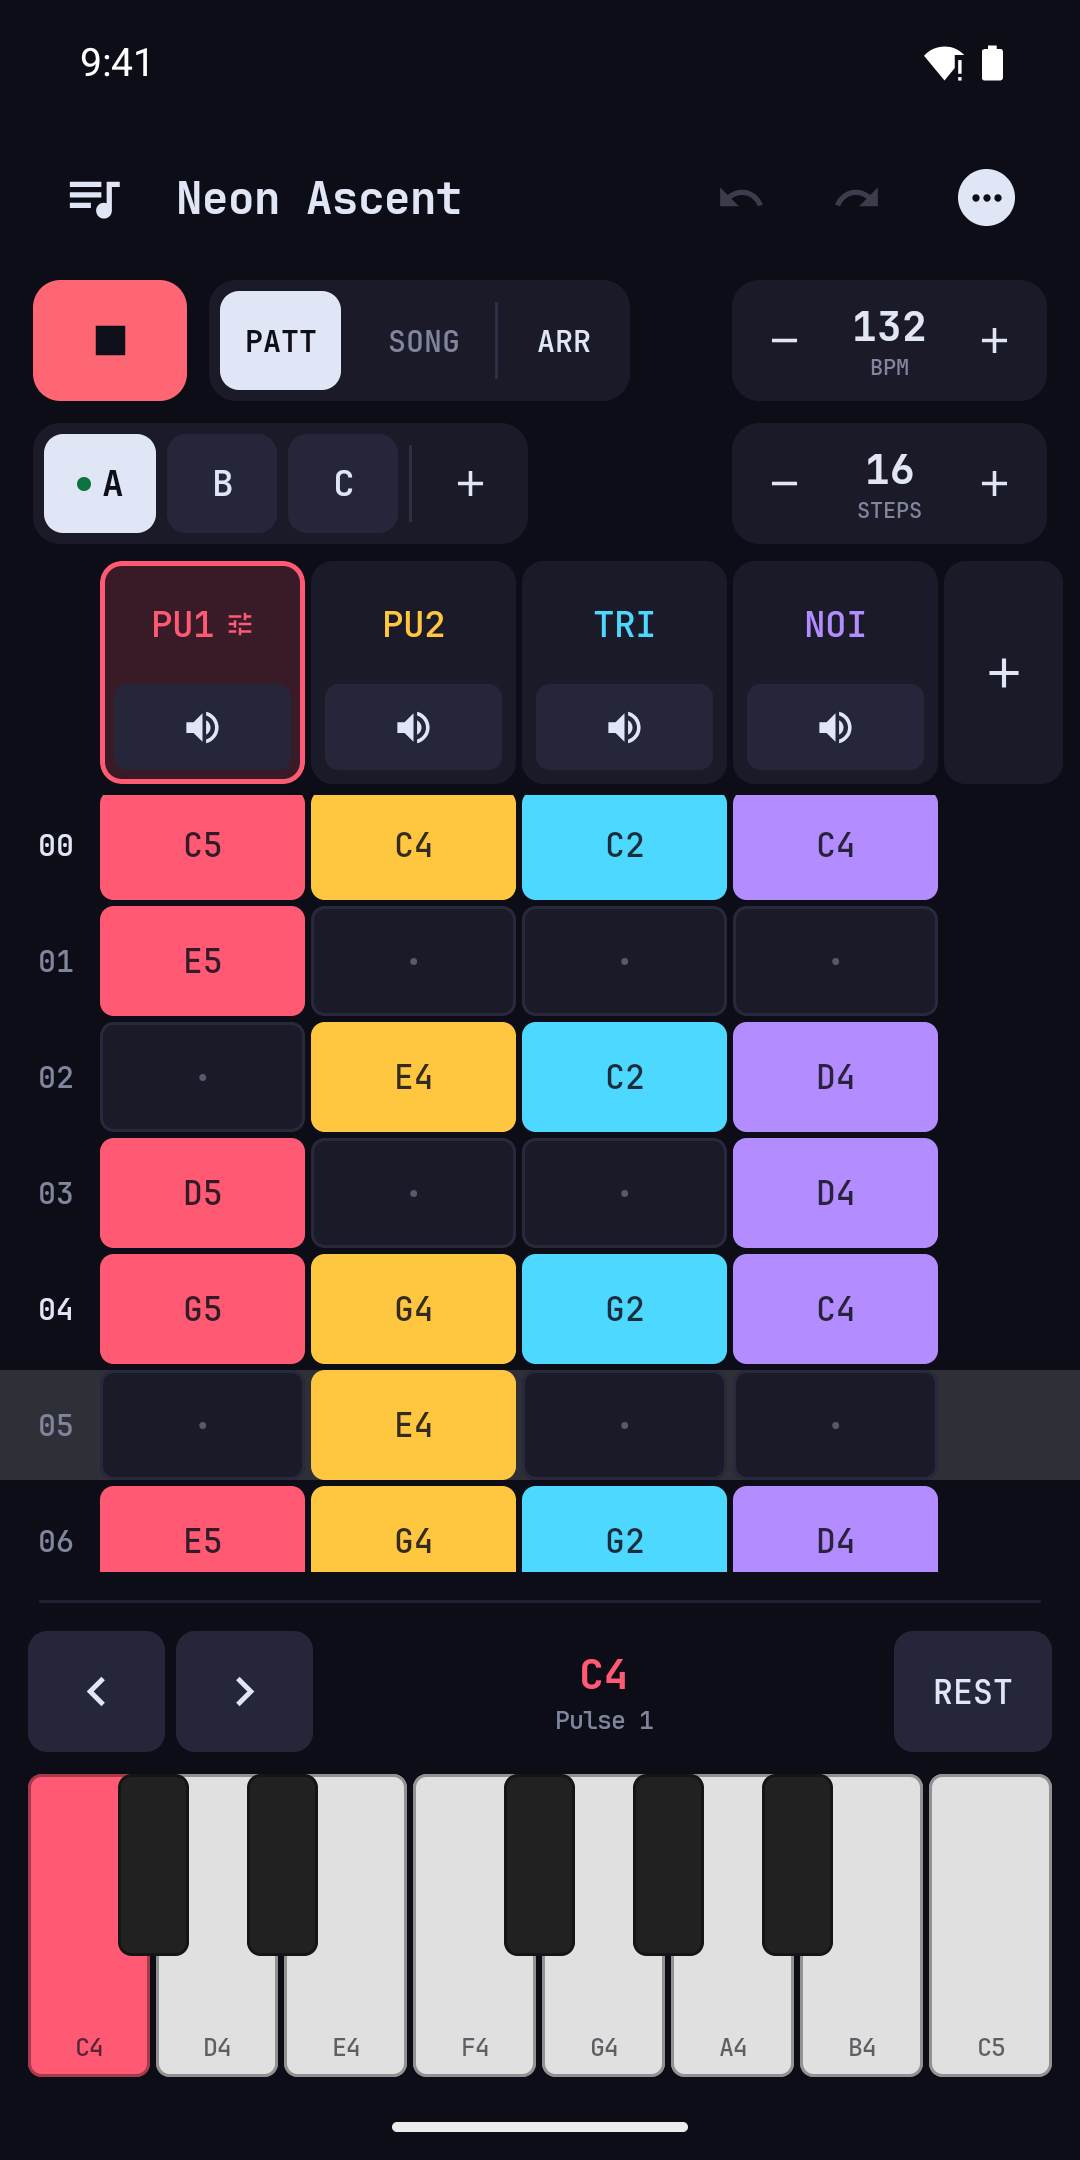 9:41
Neon Ascent
PATT SONG ARR
132
BPM
A B C
16
STEPS
PU1 PU2 TRI NOI
00 C5 C4 C2 C4
01 E5
02 E4 C2 D4
03 D5 D4
04 G5 G4 G2 C4
05 E4
06 E5 G4 G2 D4
C4
Pulse 1
REST
C4 D4 E4 F4 G4 A4 B4 C5